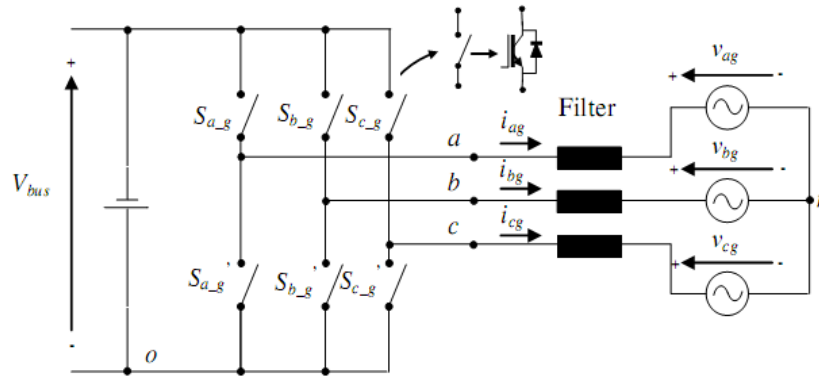 v_ag
+ -
Filter
S_a_g S_b_g S_c_g
a i_ag
v_bg
+ -
V_bus
+
-
b i_bg
c i_cg
v_cg
+ -
S_a_g' S_b_g' S_c_g'
o